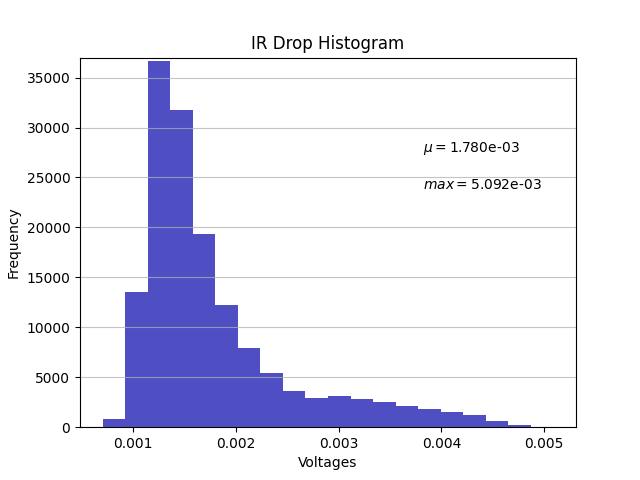 IR Drop Histogram
35000
30000
25000
20000
15000
10000
5000
0
Frequency
μ = 1.780e-03
max = 5.092e-03
0.001 0.002 0.003 0.004 0.005
Voltages